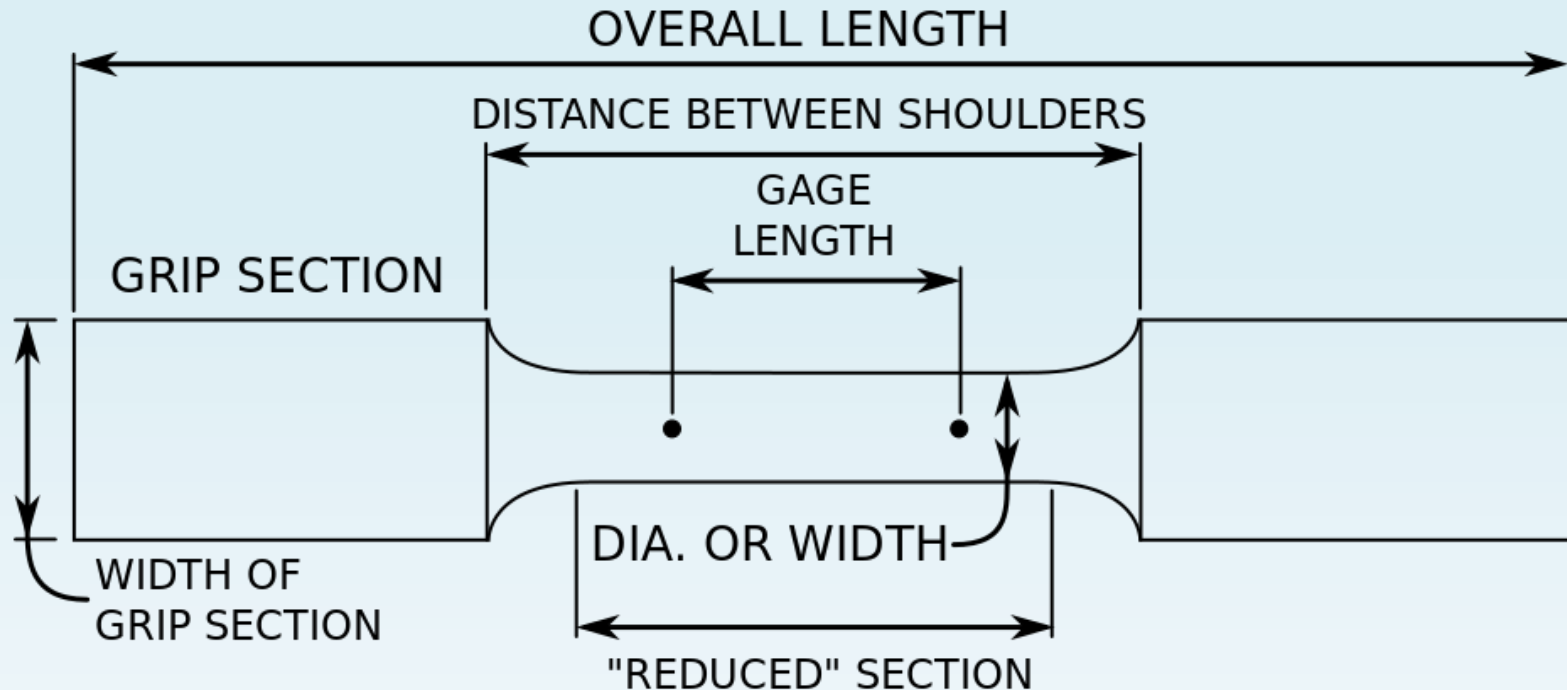 OVERALL LENGTH
DISTANCE BETWEEN SHOULDERS
GAGE
LENGTH
GRIP SECTION
DIA. OR WIDTH
WIDTH OF
GRIP SECTION
"REDUCED" SECTION